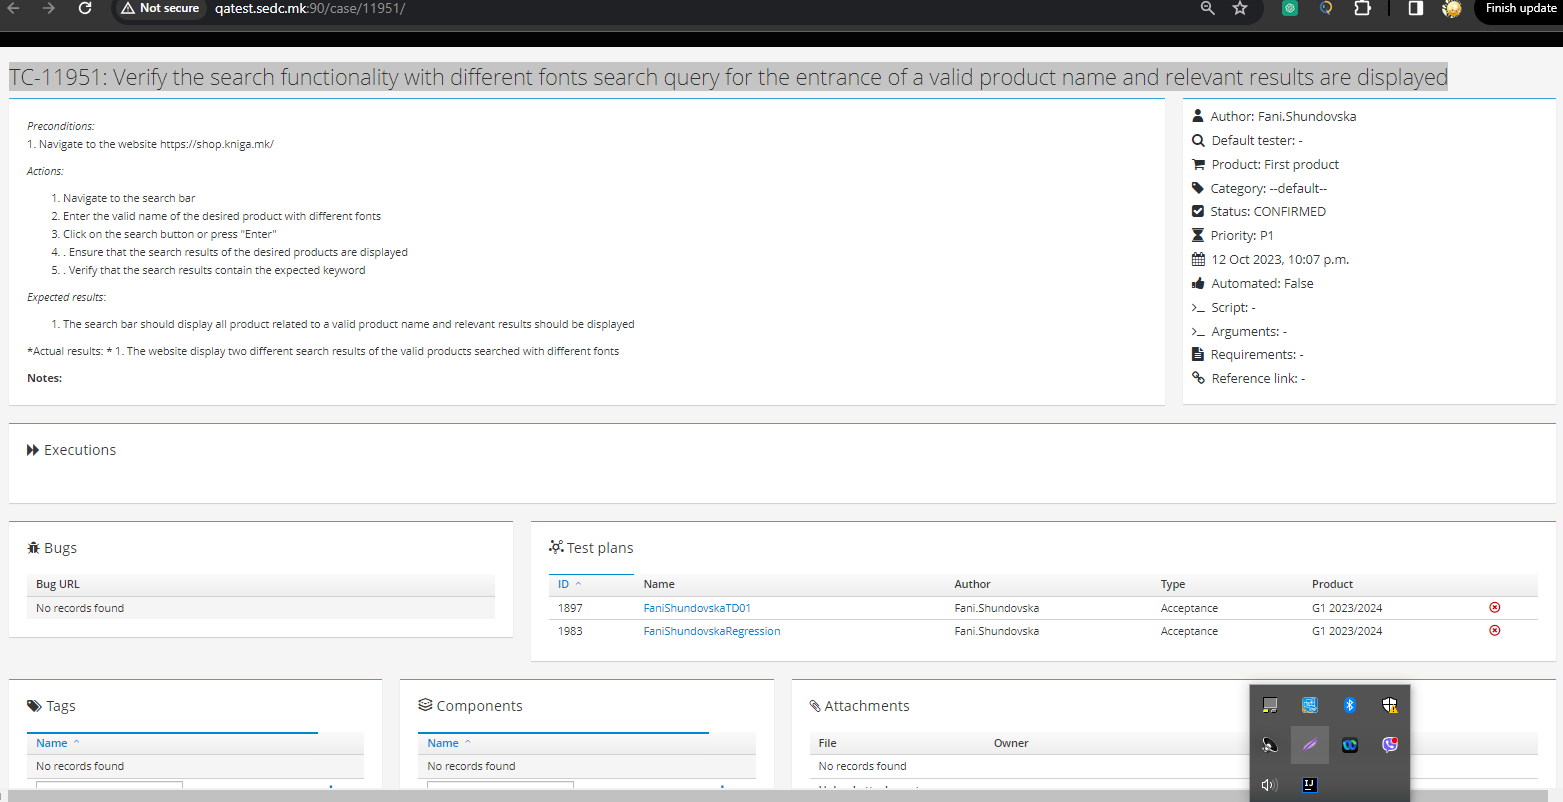 Not secure
qatest.sedc.mk:90/case/11951/
Finish update
TC-11951: Verify the search functionality with different fonts search query for the entrance of a valid product name and relevant results are displayed
Preconditions:
1. Navigate to the website https://shop.kniga.mk/
Actions:
1. Navigate to the search bar
2. Enter the valid name of the desired product with different fonts
3. Click on the search button or press "Enter"
4. . Ensure that the search results of the desired products are displayed
5. . Verify that the search results contain the expected keyword
Expected results:
1. The search bar should display all product related to a valid product name and relevant results should be displayed
*Actual results: * 1. The website display two different search results of the valid products searched with different fonts
Notes:
Author: Fani.Shundovska
Default tester: -
Product: First product
Category: --default--
Status: CONFIRMED
Priority: P1
12 Oct 2023, 10:07 p.m.
Automated: False
Script: -
Arguments: -
Requirements: -
Reference link: -
Executions
Bugs
Bug URL
No records found
Test plans
ID Name Author Type Product
1897 FaniShundovskaTD01 Fani.Shundovska Acceptance G1 2023/2024
1983 FaniShundovskaRegression Fani.Shundovska Acceptance G1 2023/2024
Tags
Name
No records found
Components
Name
No records found
Attachments
File Owner
No records found
IJ